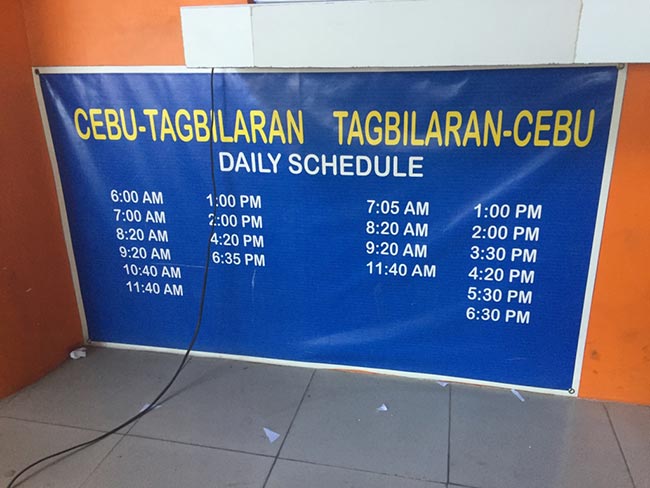 CEBU-TAGBILARAN TAGBILARAN-CEBU
DAILY SCHEDULE
6:00 AM 1:00 PM 7:05 AM 1:00 PM
7:00 AM 2:00 PM 8:20 AM 2:00 PM
8:20 AM 4:20 PM 9:20 AM 3:30 PM
9:20 AM 6:35 PM 11:40 AM 4:20 PM
10:40 AM 5:30 PM
11:40 AM 6:30 PM